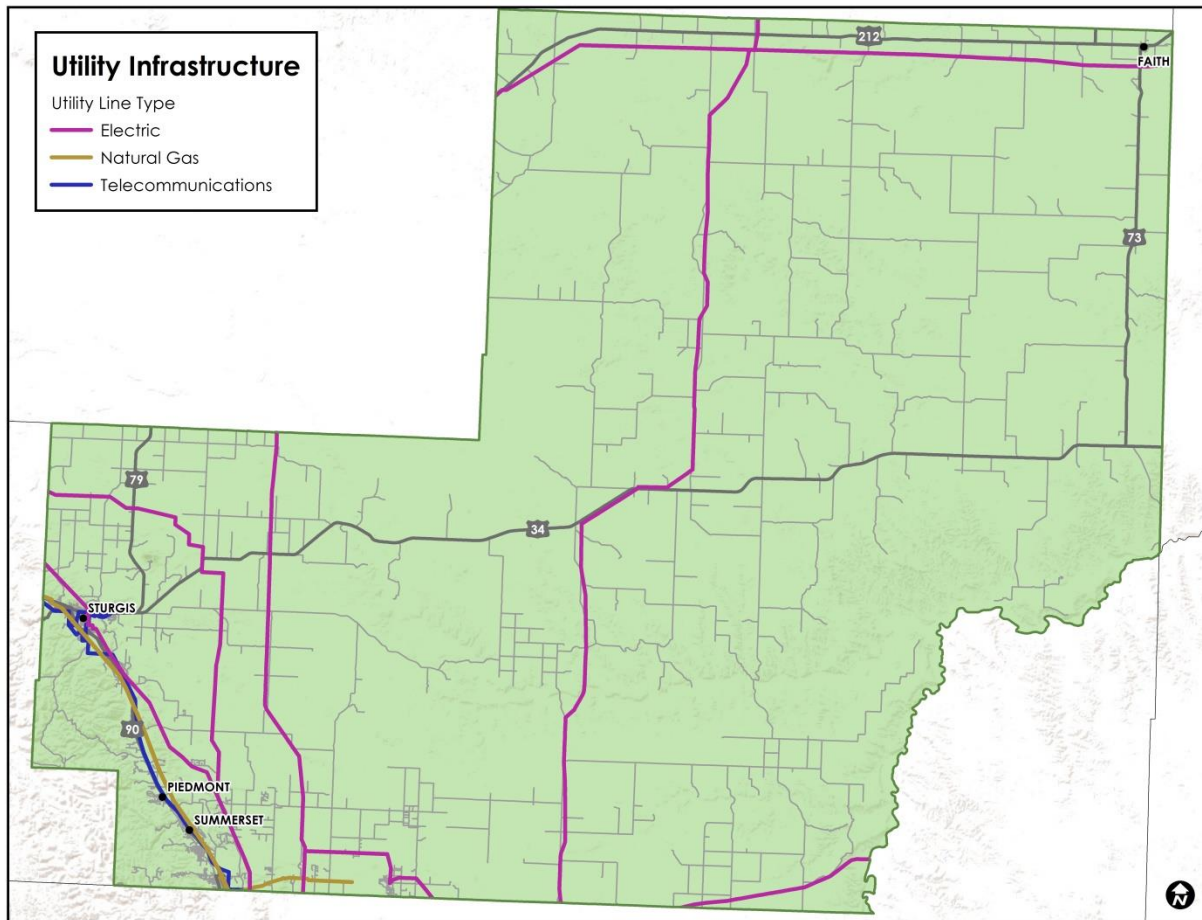 Utility Infrastructure
Utility Line Type
Electric
Natural Gas
Telecommunications
212
FAITH
73
79
34
STURGIS
90
PIEDMONT
SUMMERSET
N